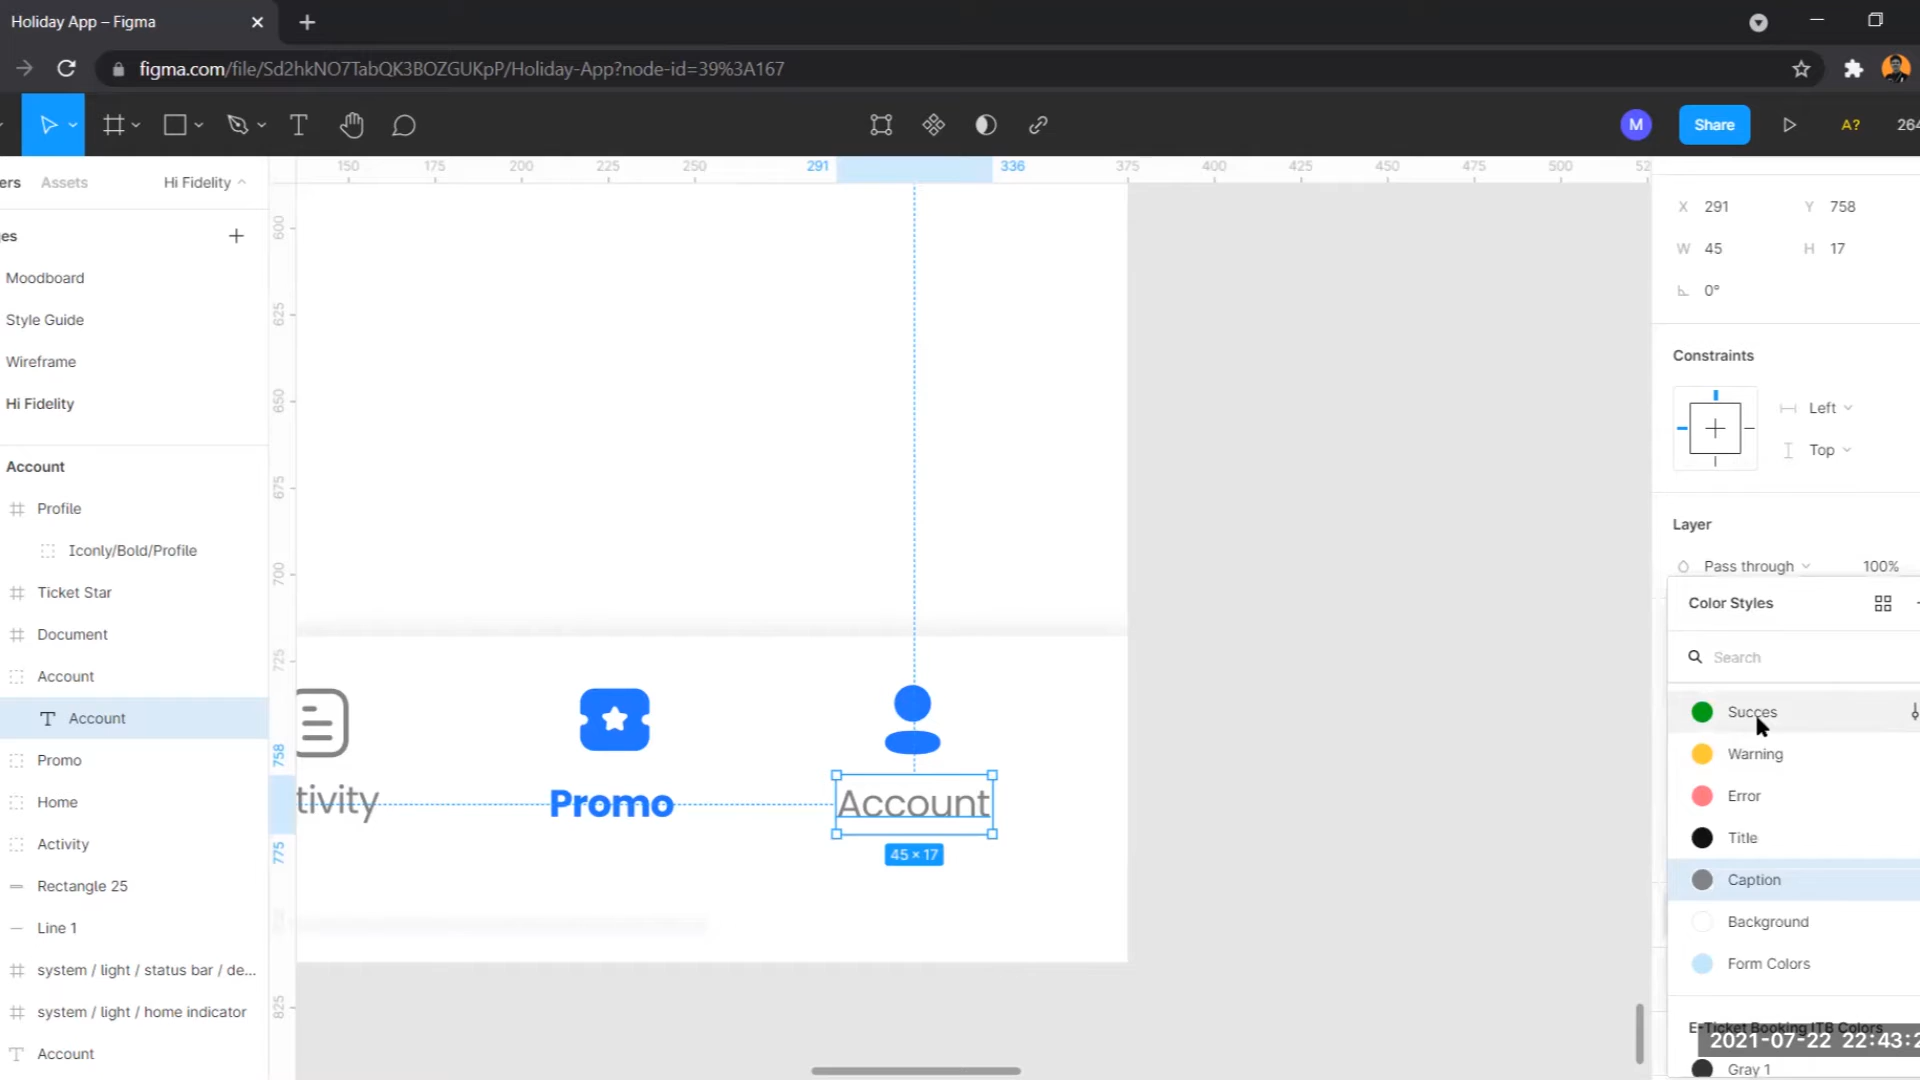 Holiday App – Figma
figma.com/file/Sd2hkNO7TabQK3BOZGUKpP/Holiday-App?node-id=39%3A167
M
Share
A?
264
ers
Assets
Hi Fidelity
150
175
200
225
250
291
336
375
400
425
450
475
500
52
ges
Moodboard
Style Guide
Wireframe
Hi Fidelity
Account
Profile
Iconly/Bold/Profile
Ticket Star
Document
Account
Account
Promo
Home
Activity
Rectangle 25
Line 1
system / light / status bar / de...
system / light / home indicator
Account
600
625
650
675
700
725
758
775
825
tivity
Promo
Account
45 × 17
X 291
Y 758
W 45
H 17
0°
Constraints
Left
Top
Layer
Pass through
100%
Color Styles
Search
Succes
Warning
Error
Title
Caption
Background
Form Colors
E-Ticket Booking ITB Colors
2021-07-22 22:43:2
Gray 1